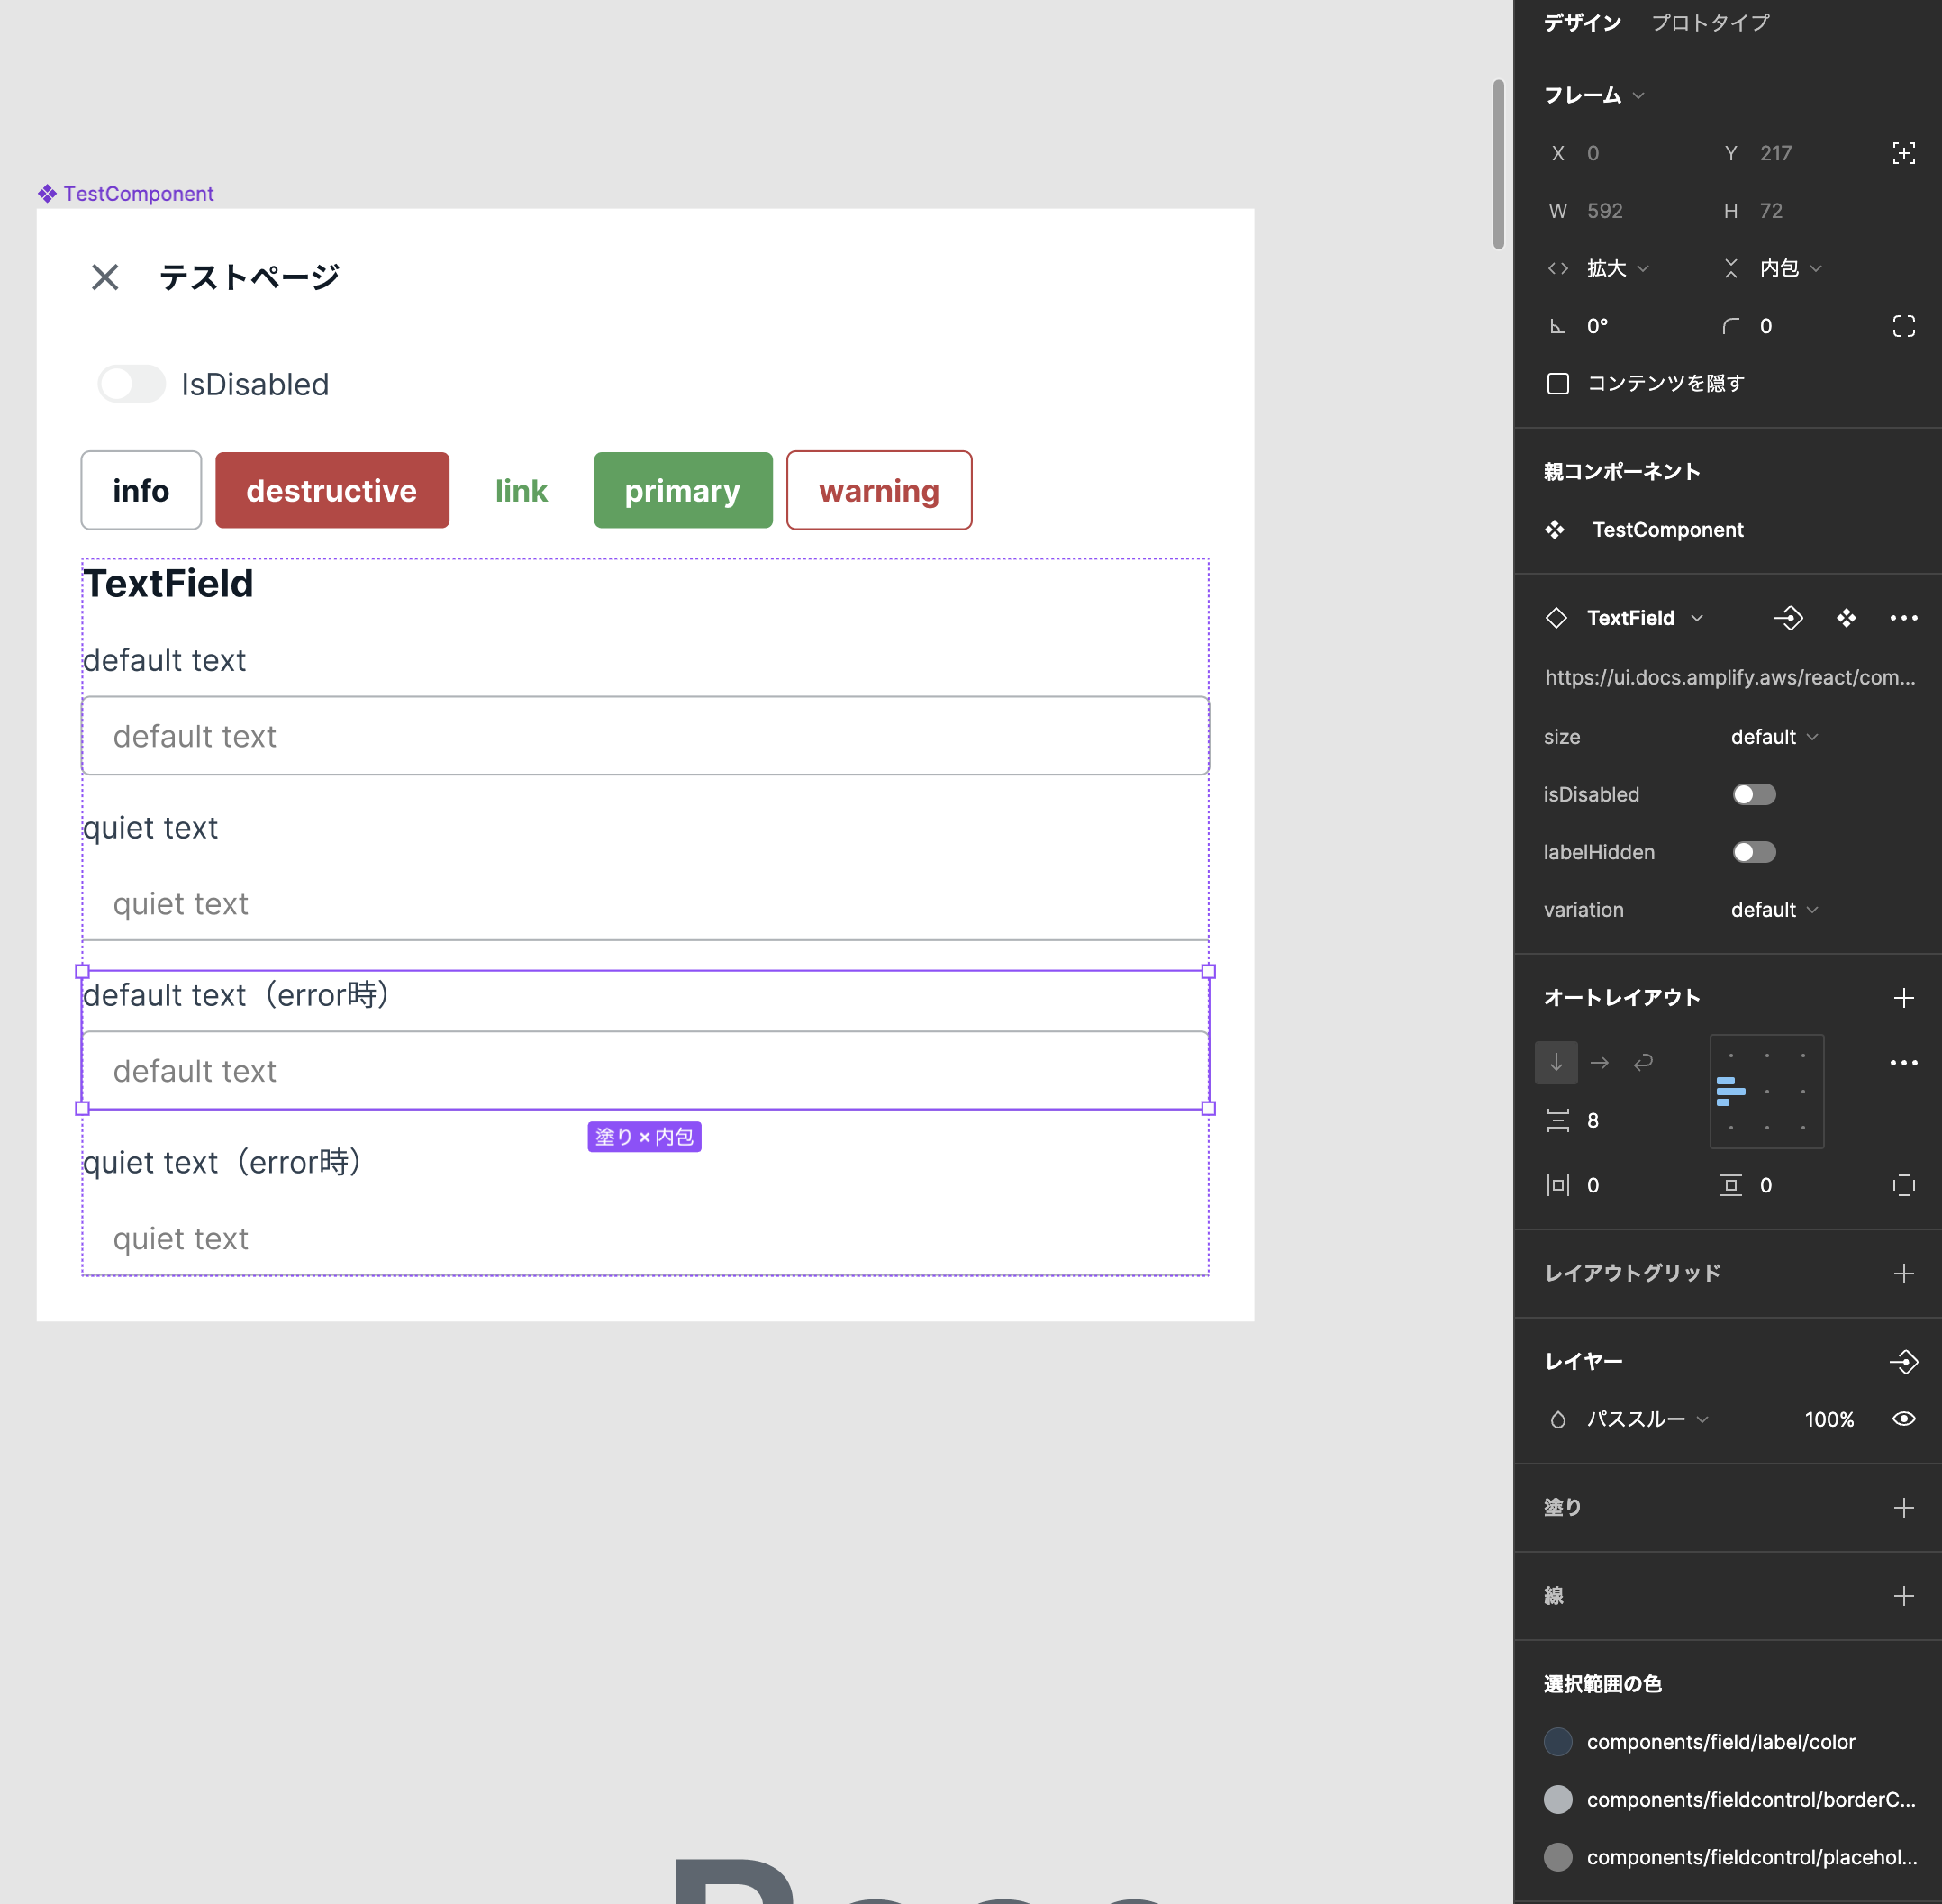 TestComponent
テストページ
IsDisabled
info
destructive
link
primary
warning
TextField
default text
default text
quiet text
quiet text
default text（error時）
default text
塗り × 内包
quiet text（error時）
quiet text
デザイン プロトタイプ
フレーム
X 0 Y 217
W 592 H 72
拡大 内包
0° 0
コンテンツを隠す
親コンポーネント
TestComponent
TextField
https://ui.docs.amplify.aws/react/com...
size default
isDisabled
labelHidden
variation default
オートレイアウト
8
0 0
レイアウトグリッド
レイヤー
パススルー 100%
塗り
線
選択範囲の色
components/field/label/color
components/fieldcontrol/borderC...
components/fieldcontrol/placehol...